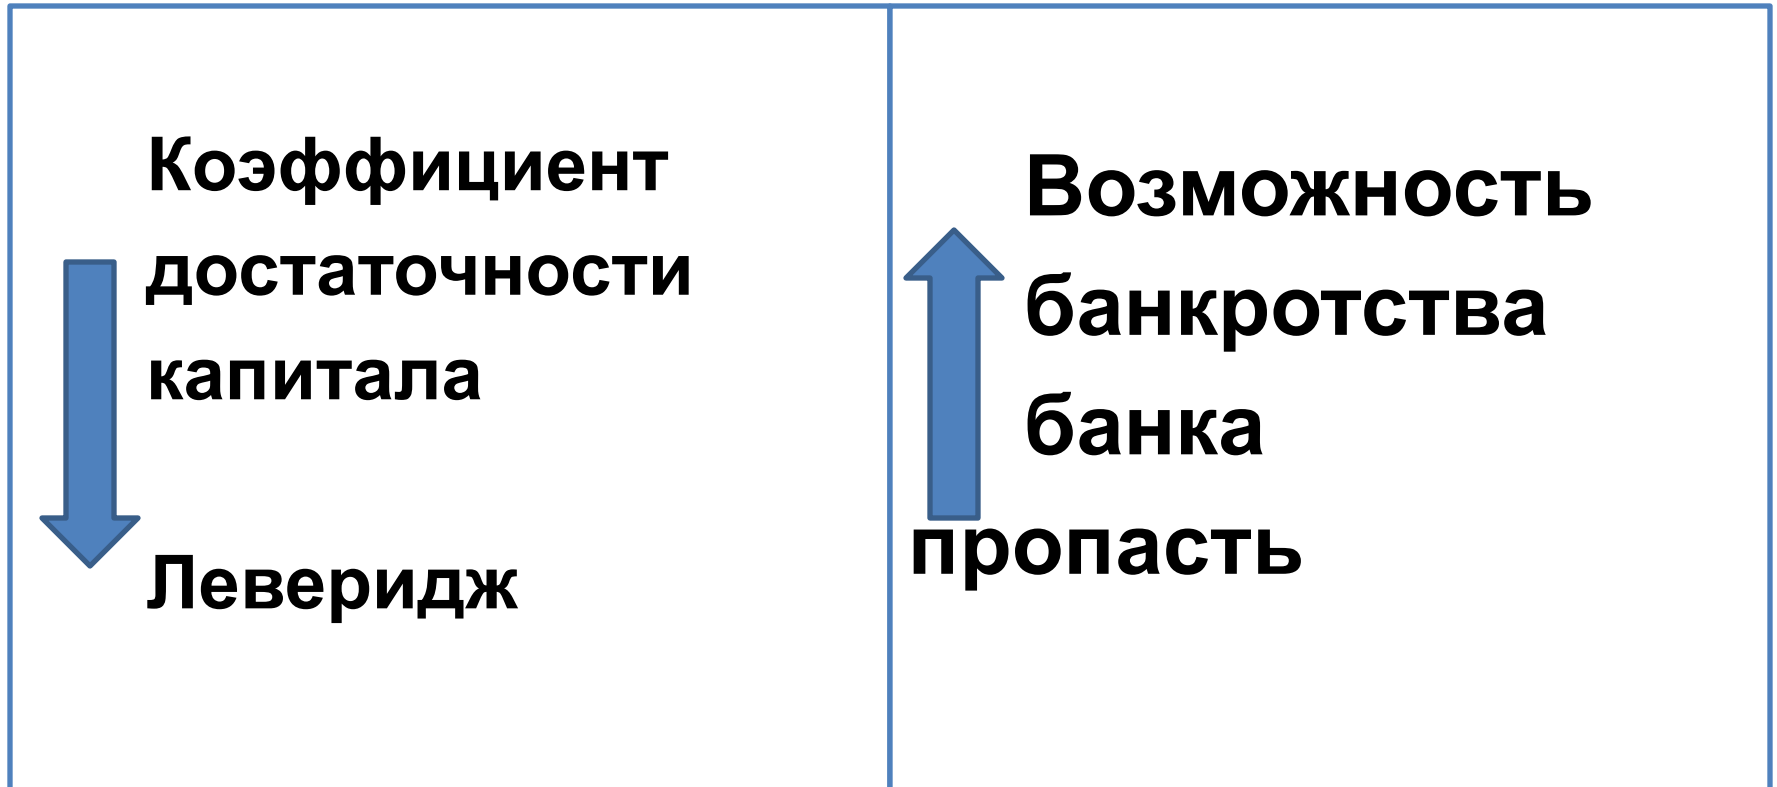 Коэффициент
достаточности
капитала
Леверидж
Возможность
банкротства
банка
пропасть